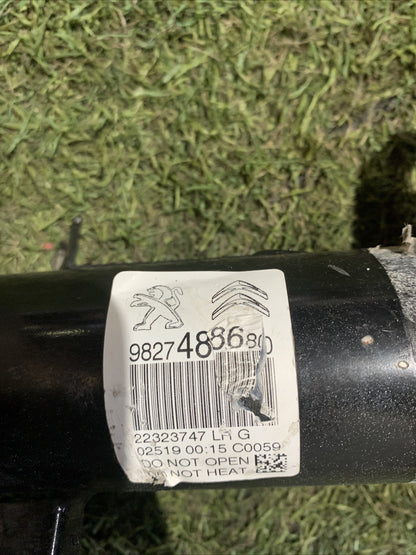 9827488680
22323747 LH G
02519 00:15 C0059
DO NOT OPEN
NOT HEAT